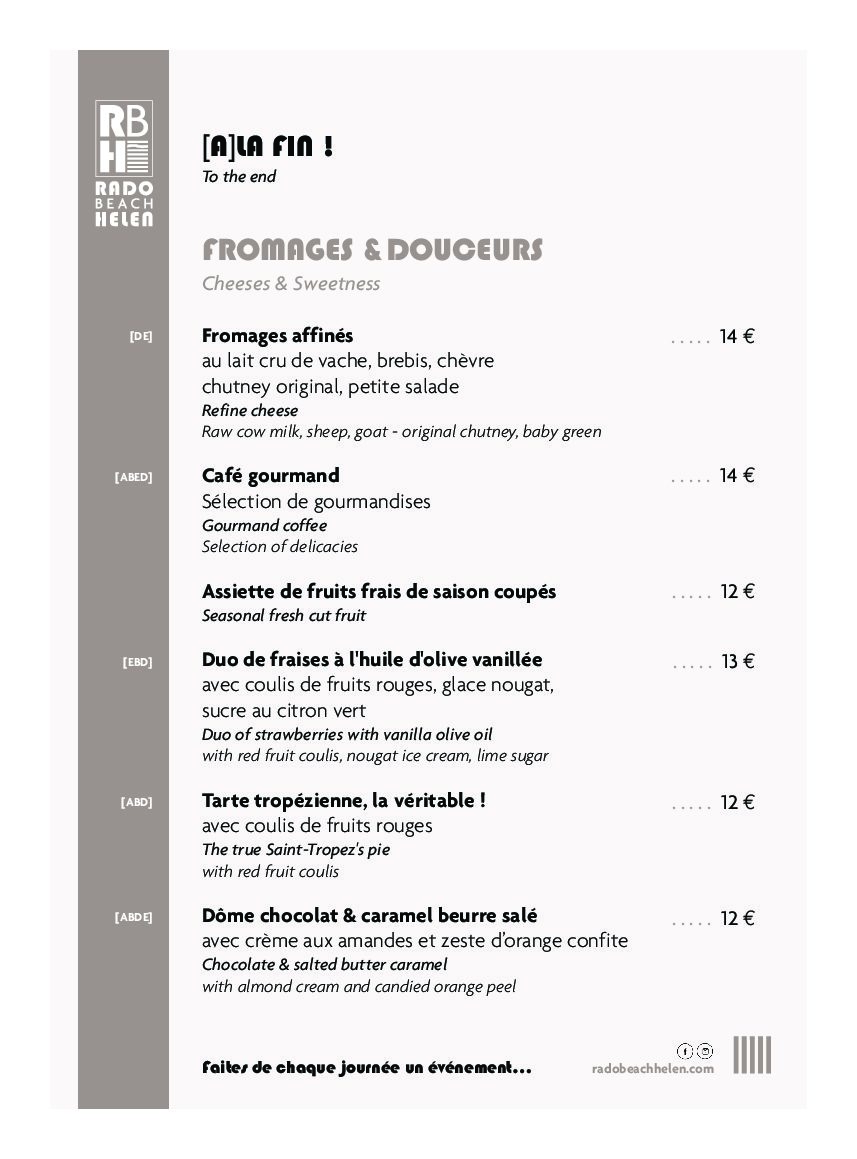 RB
H
RADO
BEACH
HELEN
[A]LA FIN !
To the end
FROMAGES & DOUCEURS
Cheeses & Sweetness
[DE] Fromages affinés ..... 14 €
au lait cru de vache, brebis, chèvre
chutney original, petite salade
Refine cheese
Raw cow milk, sheep, goat - original chutney, baby green
[ABED] Café gourmand ..... 14 €
Sélection de gourmandises
Gourmand coffee
Selection of delicacies
Assiette de fruits frais de saison coupés ..... 12 €
Seasonal fresh cut fruit
[EBD] Duo de fraises à l'huile d'olive vanillée ..... 13 €
avec coulis de fruits rouges, glace nougat,
sucre au citron vert
Duo of strawberries with vanilla olive oil
with red fruit coulis, nougat ice cream, lime sugar
[ABD] Tarte tropézienne, la véritable ! ..... 12 €
avec coulis de fruits rouges
The true Saint-Tropez's pie
with red fruit coulis
[ABDE] Dôme chocolat & caramel beurre salé ..... 12 €
avec crème aux amandes et zeste d’orange confite
Chocolate & salted butter caramel
with almond cream and candied orange peel
Faites de chaque journée un événement...
radobeachhelen.com